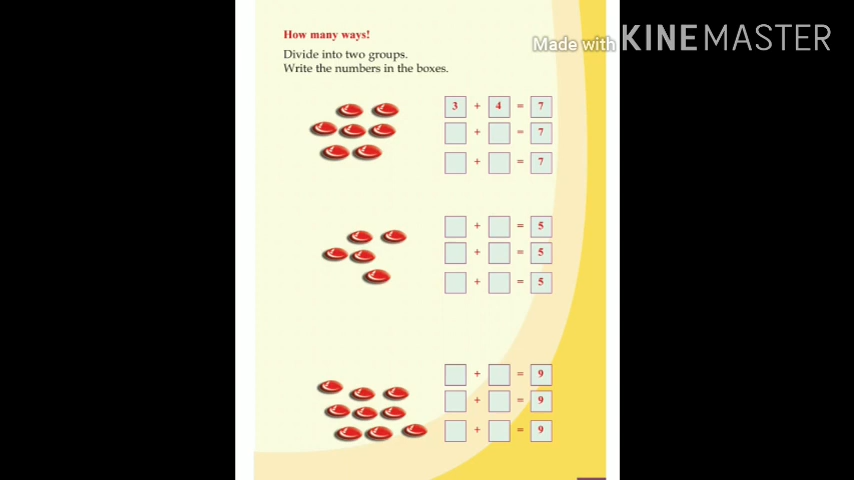 How many ways!
Made with KINEMASTER
Divide into two groups.
Write the numbers in the boxes.
3 + 4 = 7
+ = 7
+ = 7
+ = 5
+ = 5
+ = 5
+ = 9
+ = 9
+ = 9